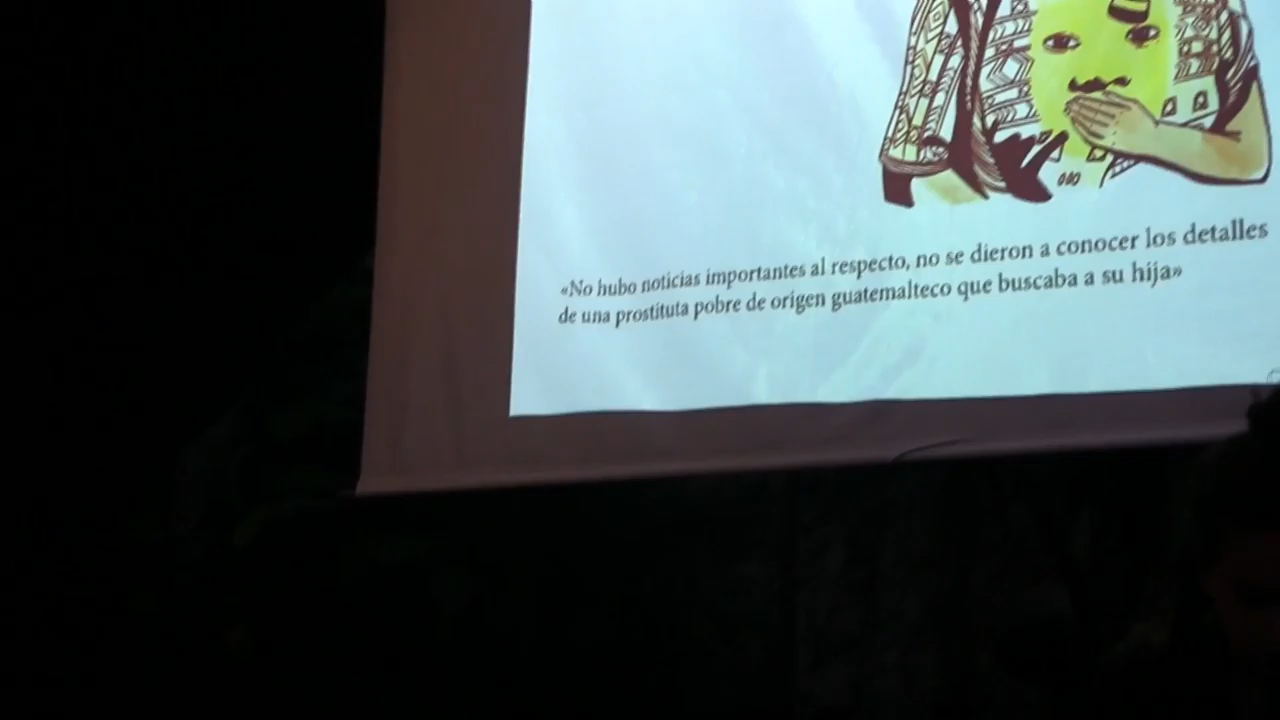 «No hubo noticias importantes al respecto, no se dieron a conocer los detalles
de una prostituta pobre de origen guatemalteco que buscaba a su hija»